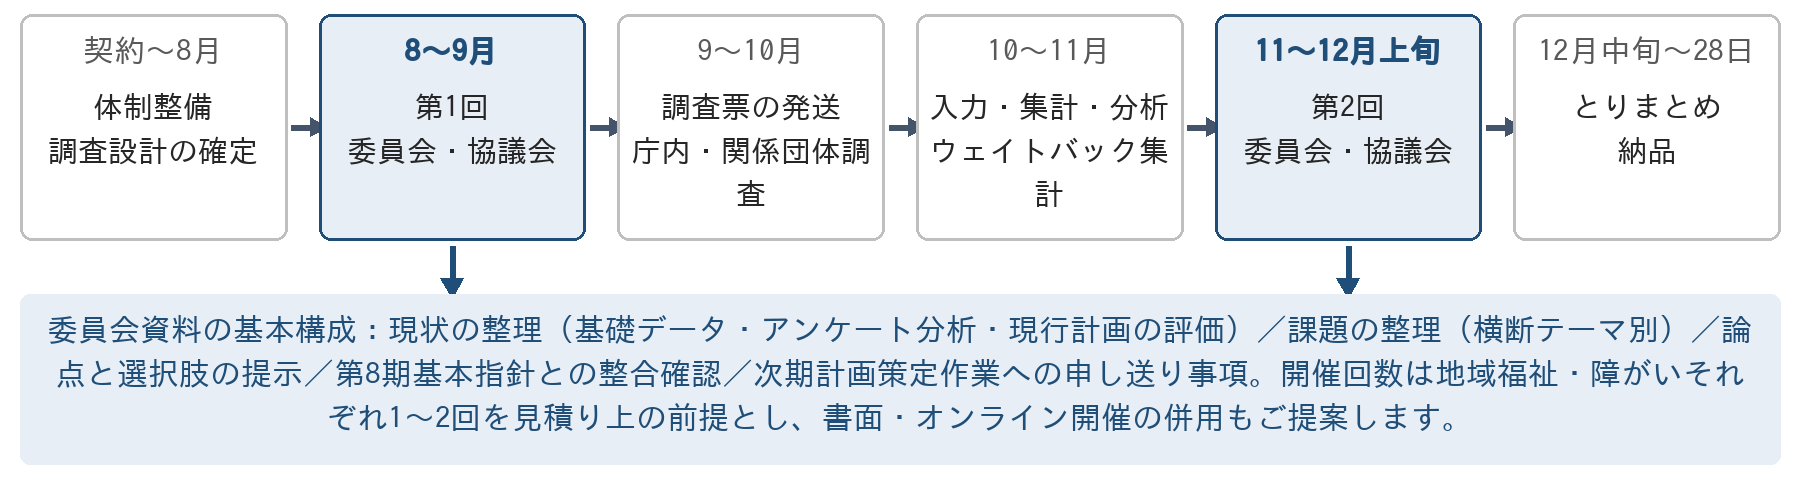 契約～8月
体制整備
調査設計の確定
8～9月
第1回
委員会・協議会
9～10月
調査票の発送
庁内・関係団体調
査
10～11月
入力・集計・分析
ウェイトバック集
計
11～12月上旬
第2回
委員会・協議会
12月中旬～28日
とりまとめ
納品
委員会資料の基本構成：現状の整理（基礎データ・アンケート分析・現行計画の評価）／課題の整理（横断テーマ別）／論
点と選択肢の提示／第8期基本指針との整合確認／次期計画策定作業への申し送り事項。開催回数は地域福祉・障がいそれ
ぞれ1～2回を見積り上の前提とし、書面・オンライン開催の併用もご提案します。